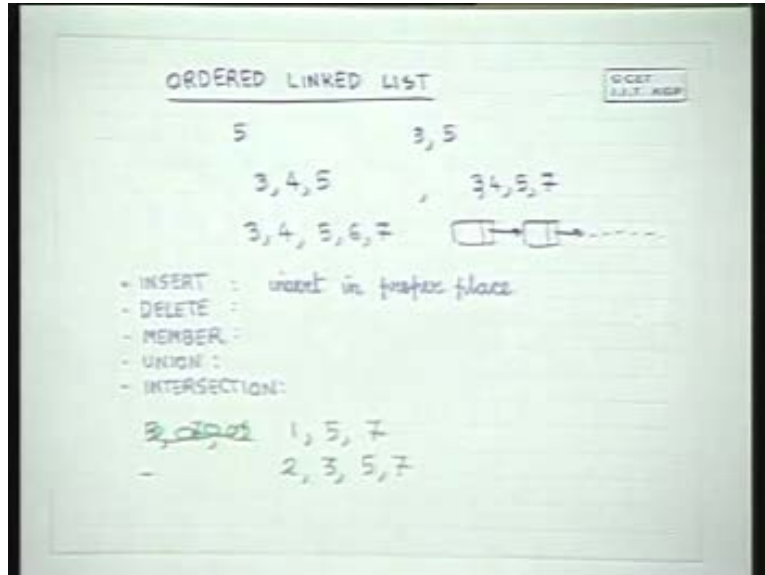 ORDERED LINKED LIST
I.I.T. KGP
5 3, 5
3, 4, 5 , 3,4, 5, 7
3, 4, 5, 6, 7
- INSERT : insert in proper place
- DELETE :
- MEMBER:
- UNION :
- INTERSECTION:
1, 5, 7
- 2, 3, 5, 7